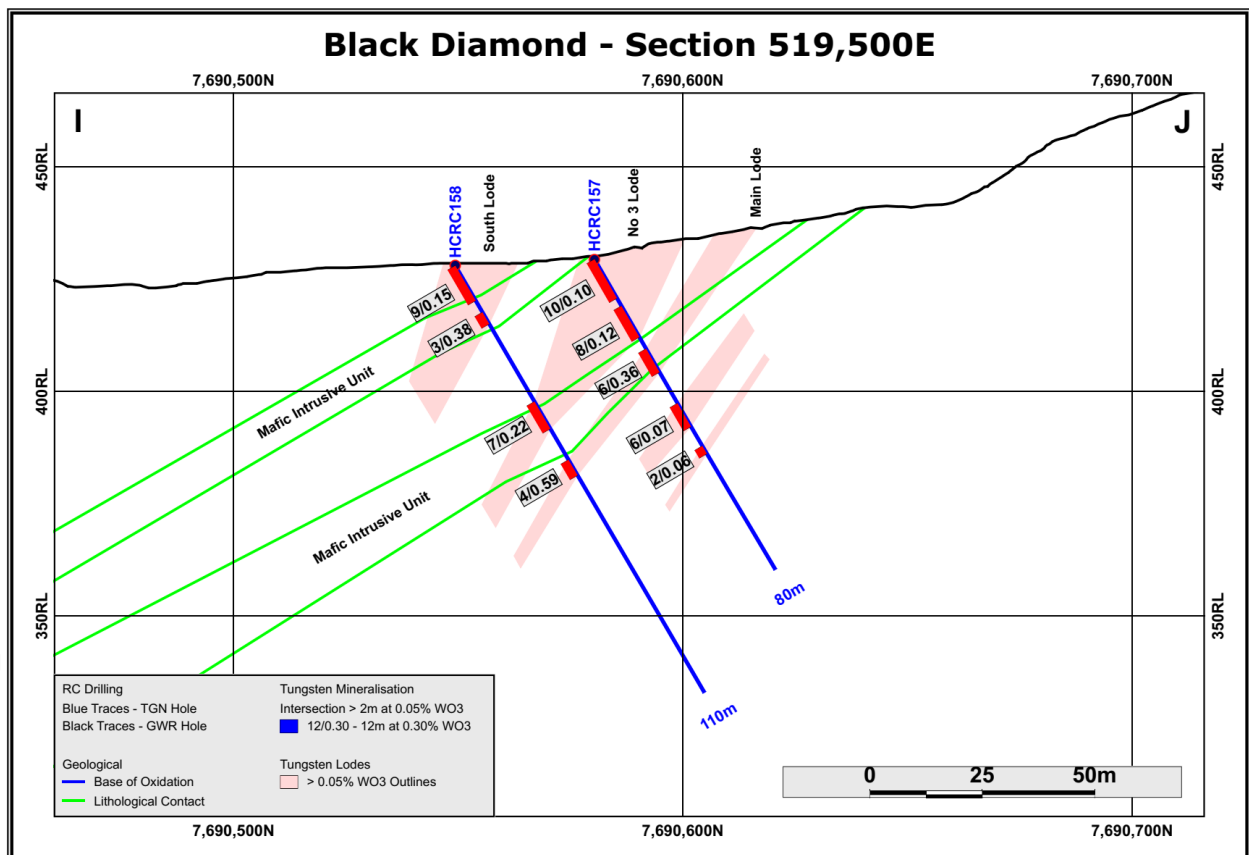 Black Diamond - Section 519,500E
7,690,500N
7,690,600N
7,690,700N
I
J
450RL
450RL
HCRC158
South Lode
HCRC157
No 3 Lode
Main Lode
9/0.15
3/0.38
10/0.10
8/0.12
6/0.36
400RL
400RL
Mafic Intrusive Unit
7/0.22
4/0.59
6/0.07
2/0.06
Mafic Intrusive Unit
80m
350RL
350RL
110m
RC Drilling
Blue Traces - TGN Hole
Black Traces - GWR Hole
Tungsten Mineralisation
Intersection > 2m at 0.05% WO3
12/0.30 - 12m at 0.30% WO3
Geological
Base of Oxidation
Lithological Contact
Tungsten Lodes
> 0.05% WO3 Outlines
0
25
50m
7,690,500N
7,690,600N
7,690,700N